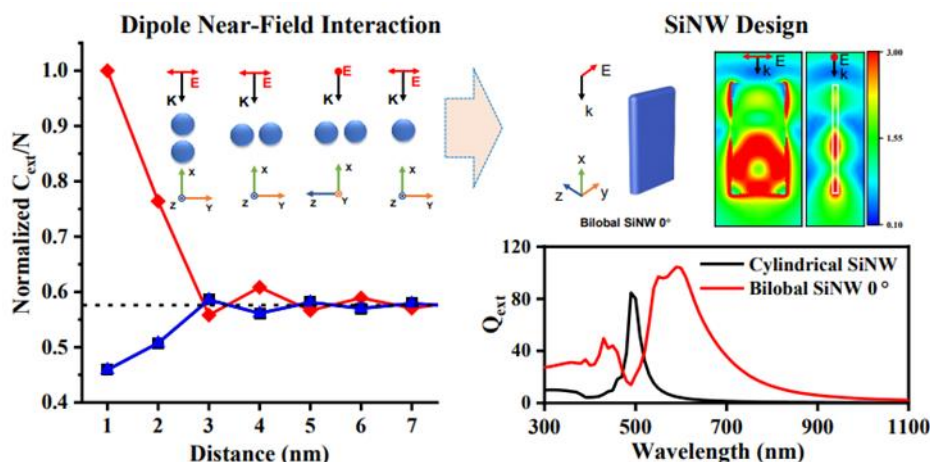 Dipole Near-Field Interaction
Normalized C_ext/N
1.0
0.9
0.8
0.7
0.6
0.5
0.4
1 2 3 4 5 6 7
Distance (nm)
E E E E
K K K K
X X X X
Z Y Z Y Z Y Z Y
SiNW Design
E
k
x
z y
Bilobal SiNW 0°
E
k
E
k
3.00
1.55
0.10
Q_ext
120
80
40
0
Cylindrical SiNW
Bilobal SiNW 0°
300 500 700 900 1100
Wavelength (nm)